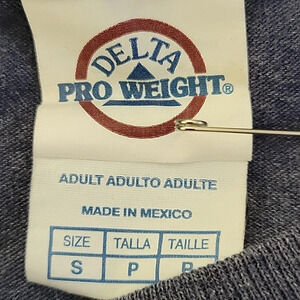 DELTA
PRO WEIGHT®
ADULT ADULTO ADULTE
MADE IN MEXICO
SIZE TALLA TAILLE
S P P